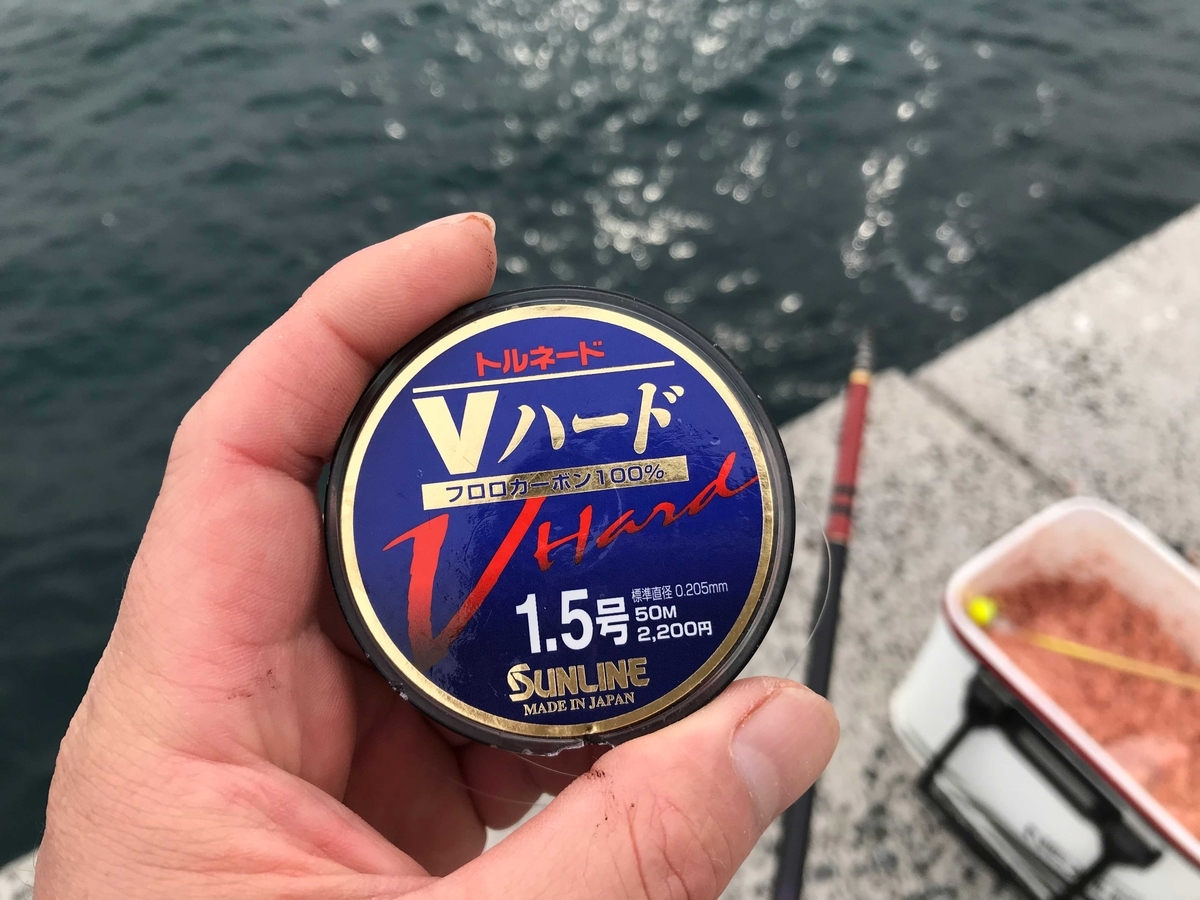 トルネード
Vハード
フロロカーボン100%
V Hard
1.5号
標準直径 0.205mm
50M
2,200円
SUNLINE
MADE IN JAPAN